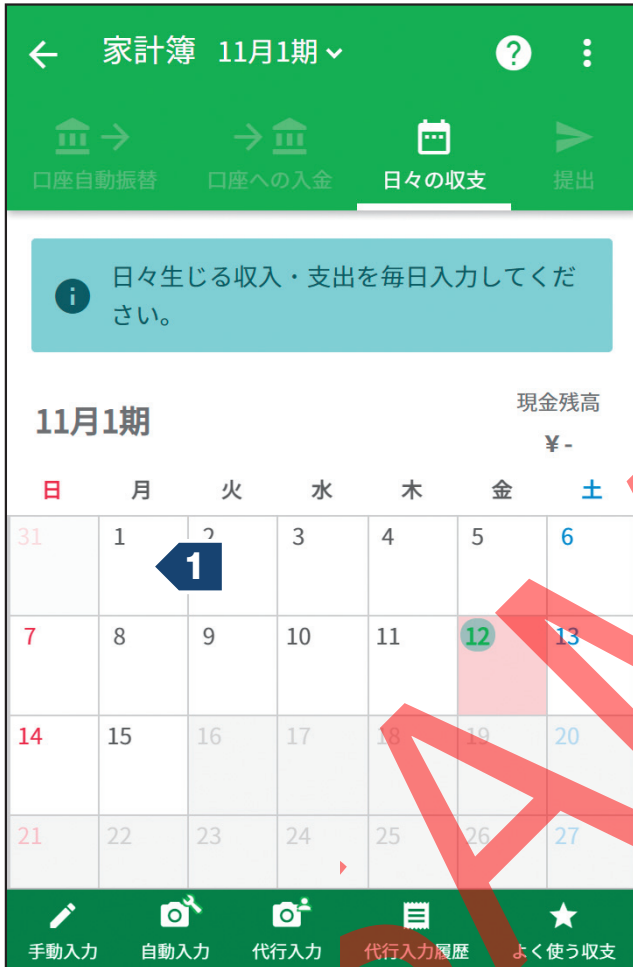 家計簿 11月1期
口座自動振替 口座への入金 日々の収支 提出
日々生じる収入・支出を毎日入力してくだ
さい。
現金残高
11月1期
¥ -
日 月 火 水 木 金 土
31 1 2 3 4 5 6
1
7 8 9 10 11 12 13
14 15 16 17 18 19 20
21 22 23 24 25 26 27
手動入力 自動入力 代行入力 代行入力履歴 よく使う収支